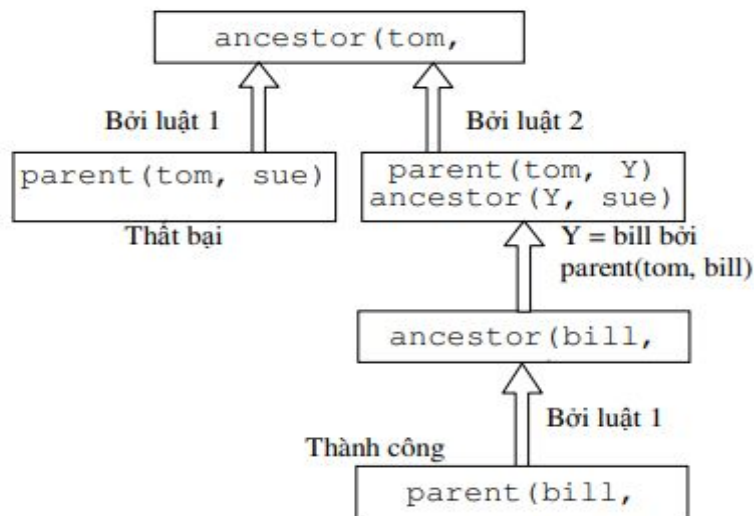 ancestor(tom,
Bởi luật 1
Bởi luật 2
parent(tom, sue)
Thất bại
parent(tom, Y)
ancestor(Y, sue)
Y = bill bởi
parent(tom, bill)
ancestor(bill,
Bởi luật 1
Thành công
parent(bill,